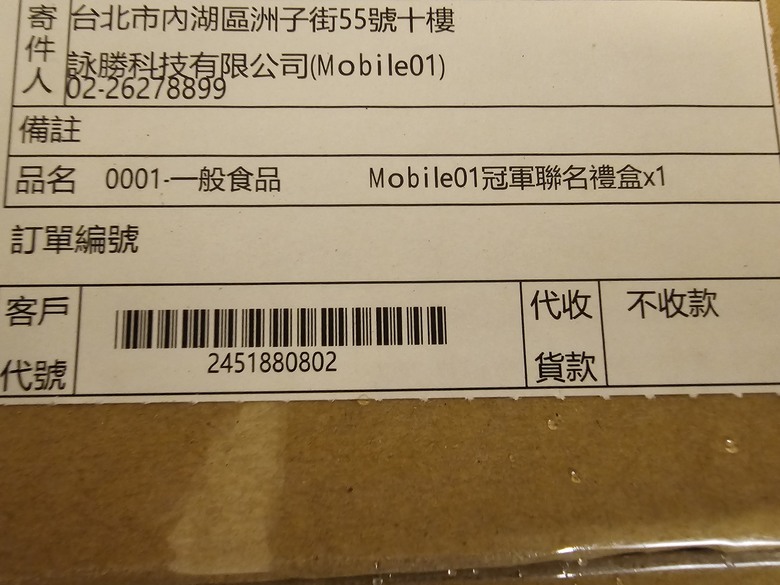 寄件人
台北市內湖區洲子街55號十樓
詠勝科技有限公司(Mobile01)
02-26278899
備註
品名 0001-一般食品 Mobile01冠軍聯名禮盒x1
訂單編號
客戶代號
2451880802
代收貨款
不收款